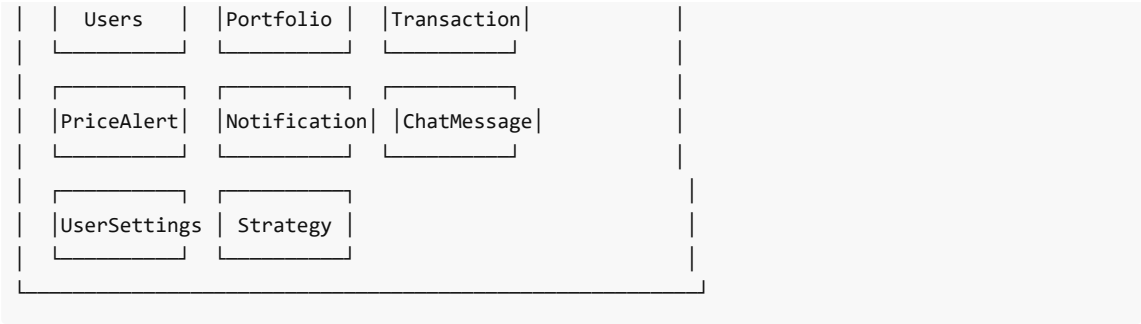 Users Portfolio Transaction
PriceAlert Notification ChatMessage
UserSettings Strategy